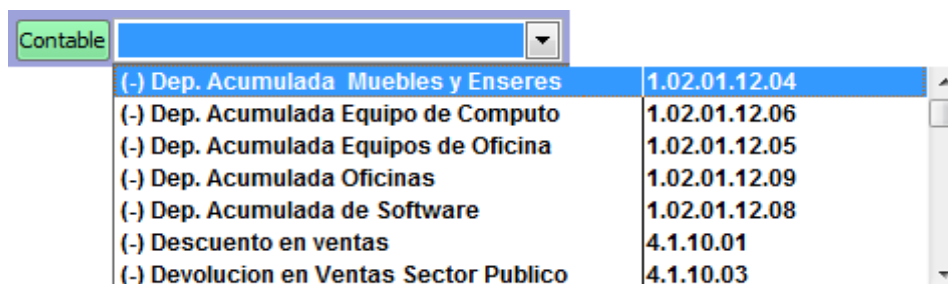 Contable
(-) Dep. Acumulada  Muebles y Enseres 1.02.01.12.04
(-) Dep. Acumulada Equipo de Computo 1.02.01.12.06
(-) Dep. Acumulada Equipos de Oficina 1.02.01.12.05
(-) Dep. Acumulada Oficinas 1.02.01.12.09
(-) Dep. Acumulada de Software 1.02.01.12.08
(-) Descuento en ventas 4.1.10.01
(-) Devolucion en Ventas Sector Publico 4.1.10.03